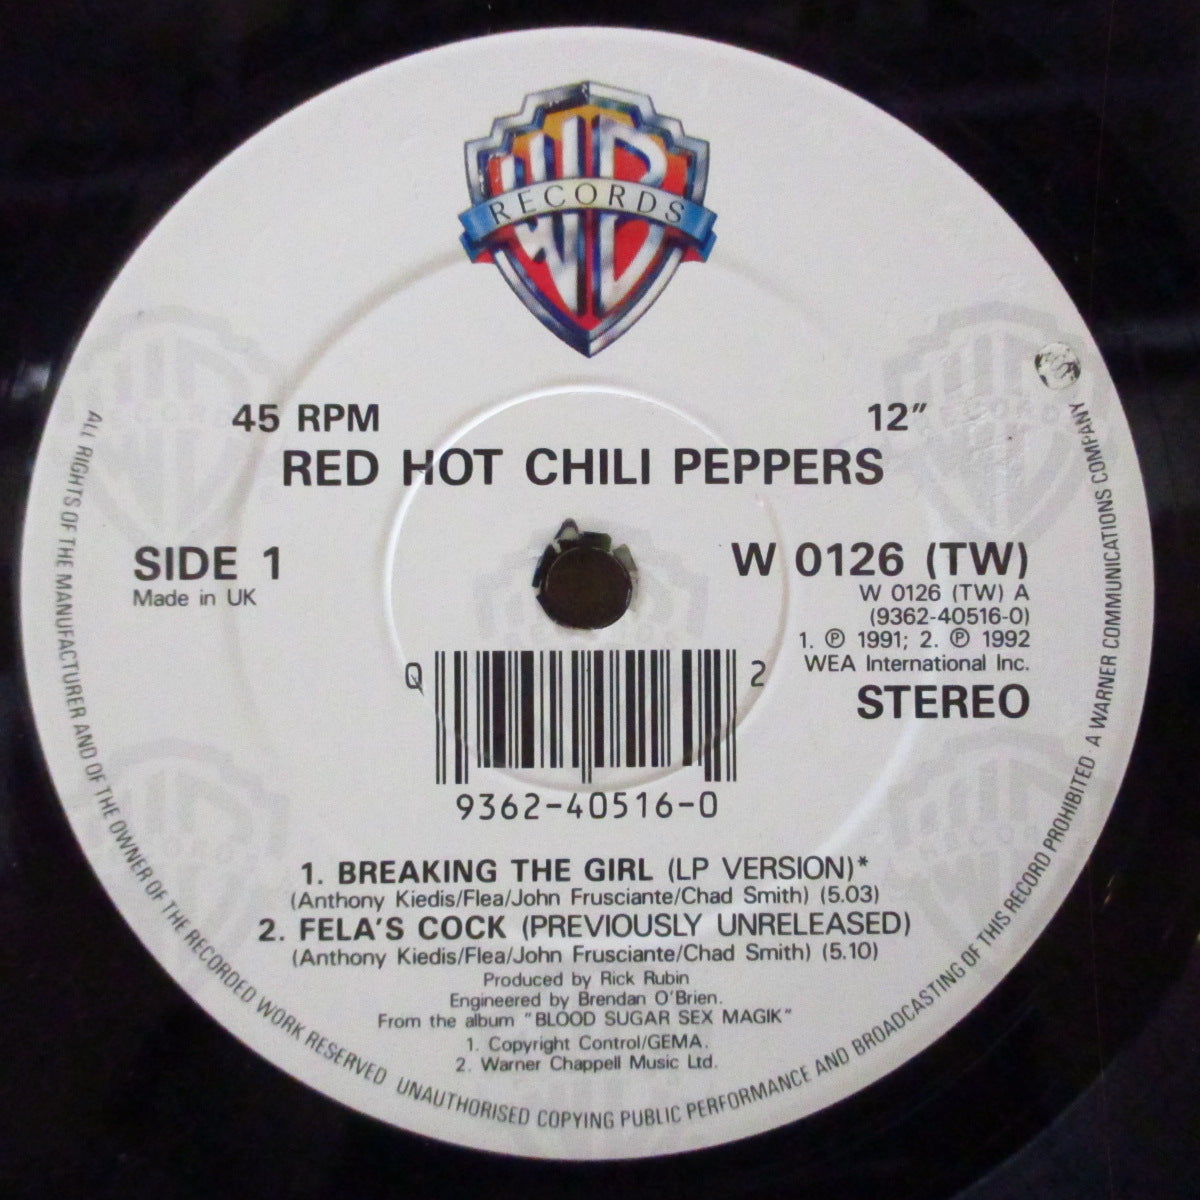 WB
RECORDS
45 RPM 12"
RED HOT CHILI PEPPERS
SIDE 1
Made in UK
W 0126 (TW)
W 0126 (TW) A
(9362-40516-0)
1. ℗ 1991; 2. ℗ 1992
WEA International Inc.
STEREO
Q 2
9362-40516-0
1. BREAKING THE GIRL (LP VERSION)*
(Anthony Kiedis/Flea/John Frusciante/Chad Smith) (5.03)
2. FELA'S COCK (PREVIOUSLY UNRELEASED)
(Anthony Kiedis/Flea/John Frusciante/Chad Smith) (5.10)
Produced by Rick Rubin
Engineered by Brendan O'Brien.
From the album "BLOOD SUGAR SEX MAGIK"
1. Copyright Control/GEMA.
2. Warner Chappell Music Ltd.
ALL RIGHTS OF THE MANUFACTURER AND OF THE OWNER OF THE RECORDED WORK RESERVED UNAUTHORISED COPYING PUBLIC PERFORMANCE AND BROADCASTING OF THIS RECORD PROHIBITED A WARNER COMMUNICATIONS COMPANY